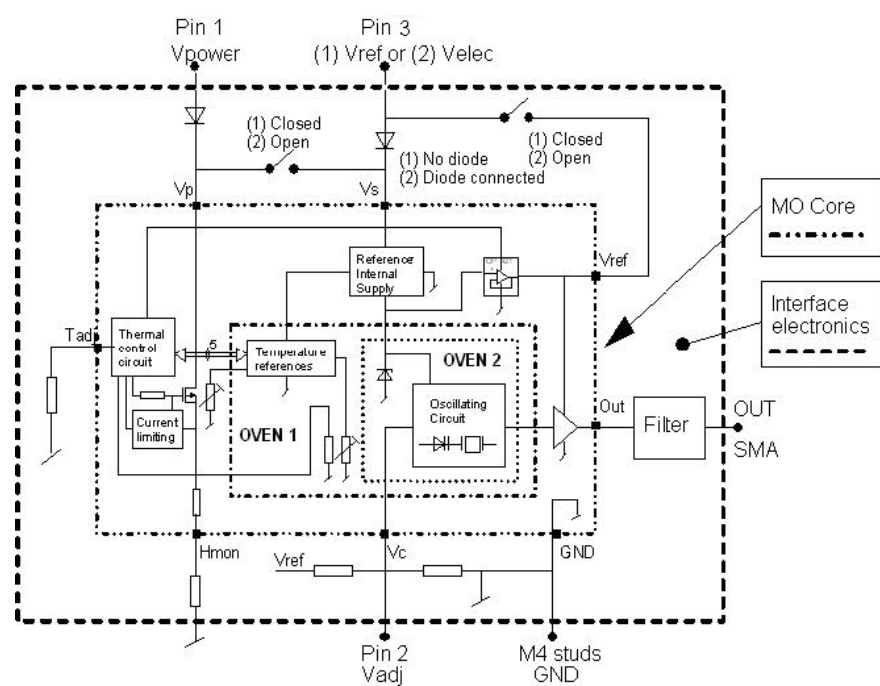 Pin 1
Vpower
Pin 3
(1) Vref or (2) Velec
(1) Closed
(2) Open
(1) No diode
(2) Diode connected
(1) Closed
(2) Open
Vp
Vs
MO Core
Vref
Reference
Internal
Supply
Interface
electronics
Tadj
Thermal
control
circuit
5
Temperature
references
OVEN 2
Oscillating
Circuit
OVEN 1
Current
limiting
Out
Filter
OUT
SMA
Hmon
Vref
Vc
GND
Pin 2
Vadj
M4 studs
GND